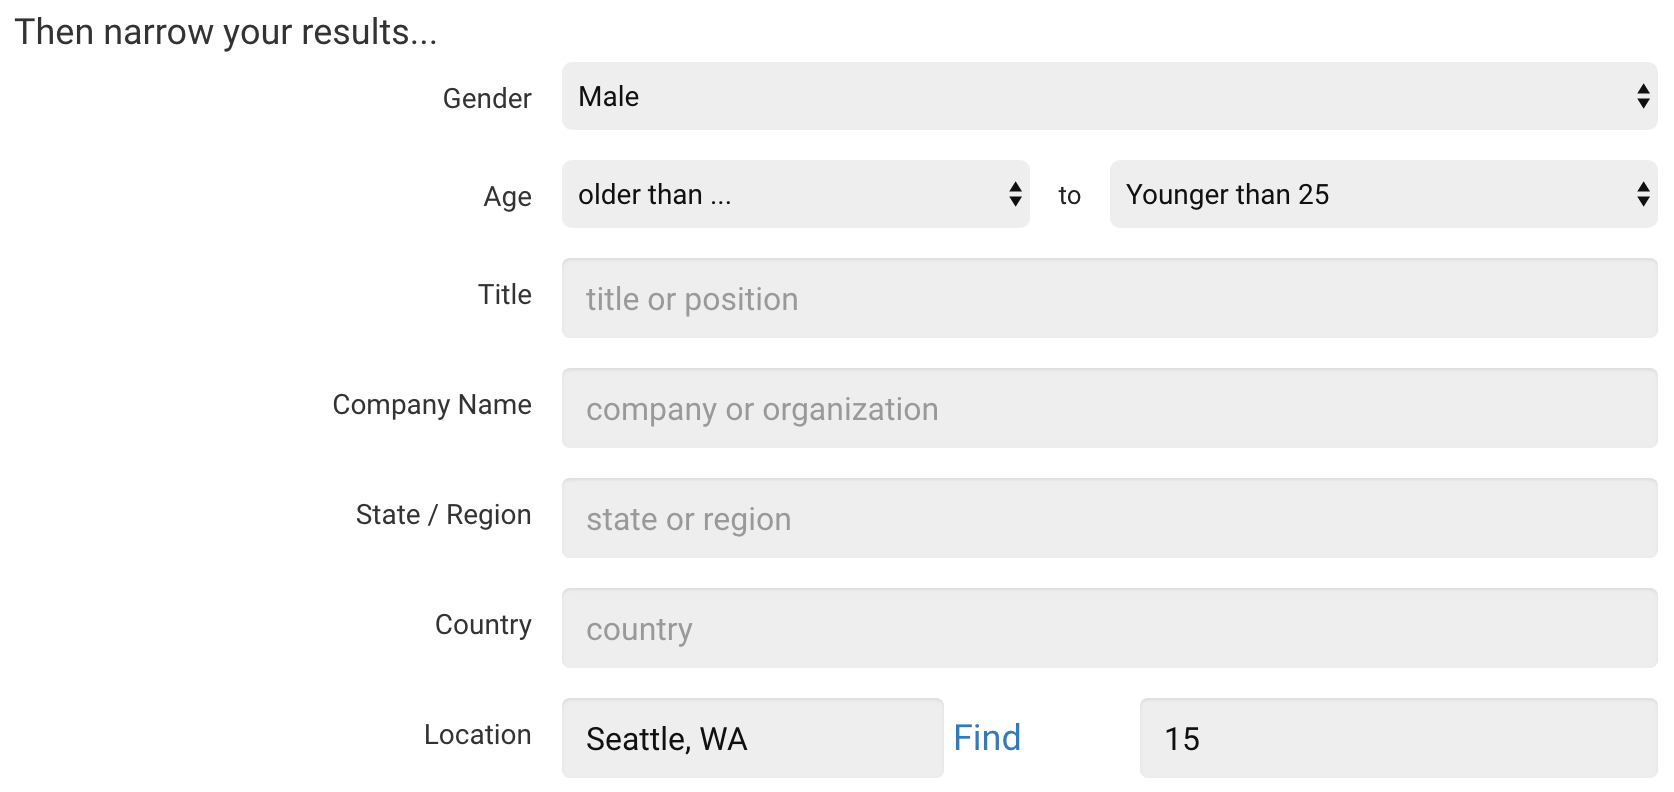 Then narrow your results...
Gender Male
Age older than ... to Younger than 25
Title title or position
Company Name company or organization
State / Region state or region
Country country
Location Seattle, WA Find 15